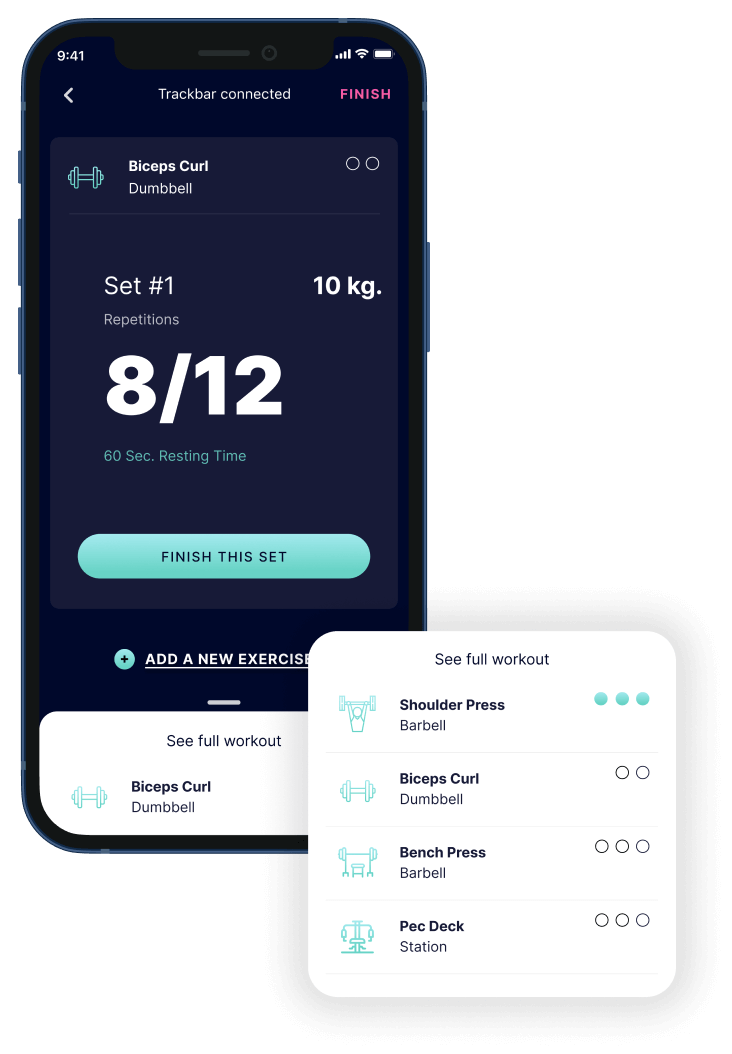 9:41
Trackbar connected
FINISH
Biceps Curl
Dumbbell
Set #1
10 kg.
Repetitions
8/12
60 Sec. Resting Time
FINISH THIS SET
ADD A NEW EXERCISE
See full workout
Biceps Curl
Dumbbell
See full workout
Shoulder Press
Barbell
Biceps Curl
Dumbbell
Bench Press
Barbell
Pec Deck
Station